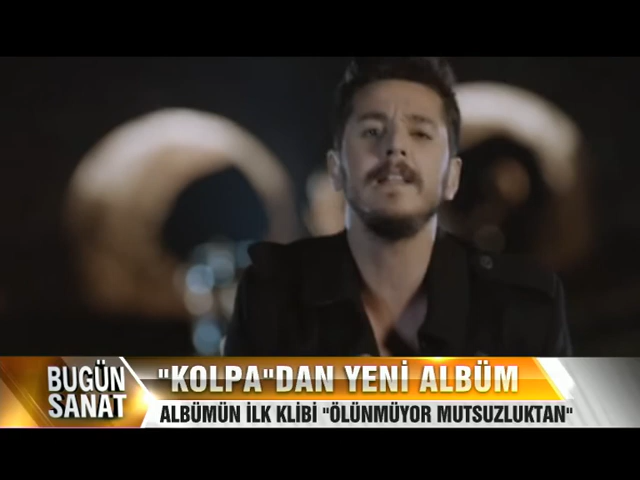 BUGÜN
SANAT
"KOLPA"DAN YENİ ALBÜM
ALBÜMÜN İLK KLİBİ "ÖLÜNMÜYOR MUTSUZLUKTAN"